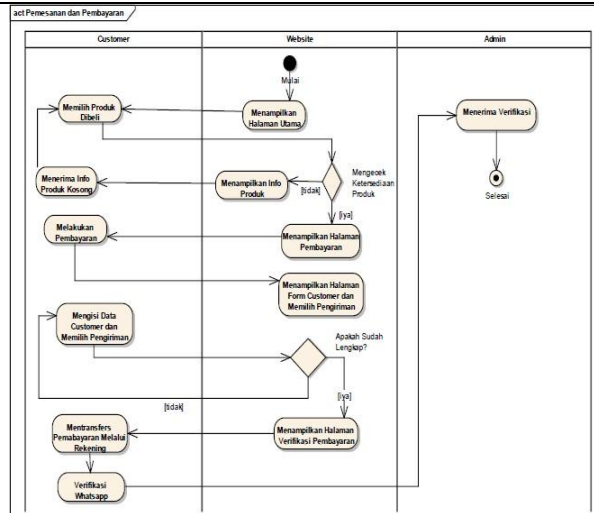 act Pemesanan dan Pembayaran
Customer
Website
Admin
Mulai
Memilih Produk
Dibeli
Menampilkan
Halaman Utama
Menerima Verifikasi
Menerima Info
Produk Kosong
Menampilkan Info
Produk
[tidak]
Mengecek
Ketersediaan
Produk
Selesai
[iya]
Melakukan
Pembayaran
Menampilkan Halaman
Pembayaran
Menampilkan Halaman
Form Customer dan
Memilih Pengiriman
Mengisi Data
Customer dan
Memilih Pengiriman
Apakah Sudah
Lengkap?
[tidak]
[iya]
Mentransfers
Pemabayaran Melalui
Rekening
Menampilkan Halaman
Verifikasi Pembayaran
Verifikasi
Whatsapp